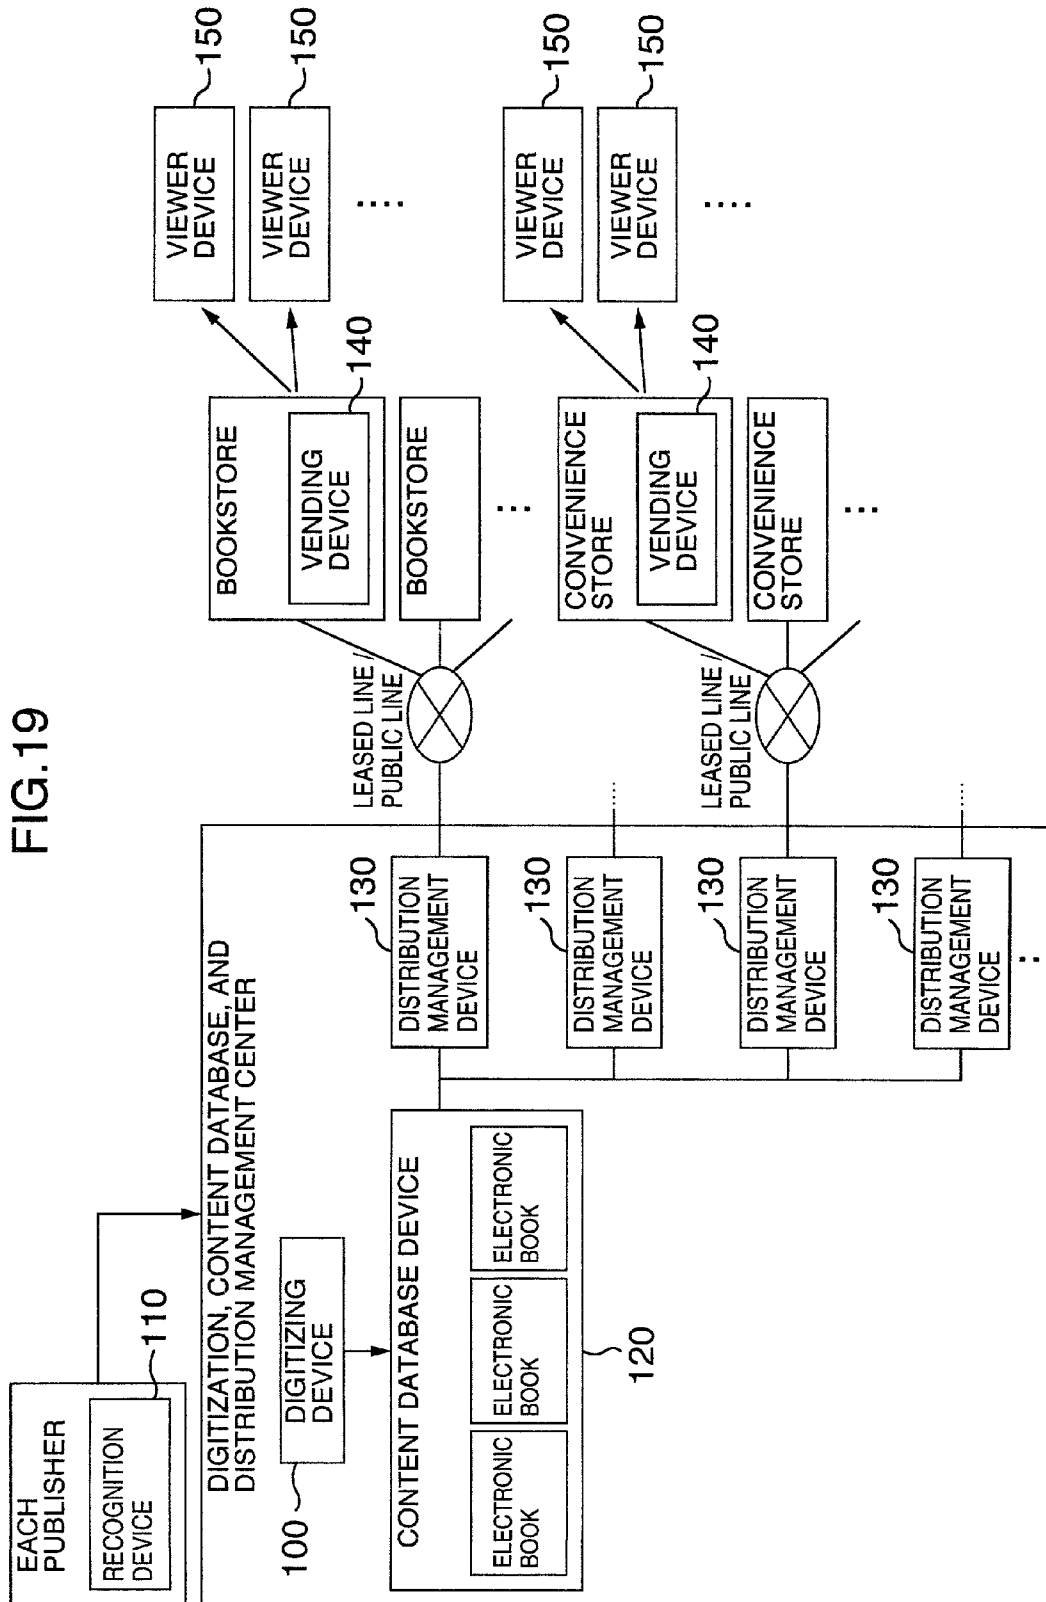 FIG.19
EACH
PUBLISHER
RECOGNITION
DEVICE
110
DIGITIZATION, CONTENT DATABASE, AND
DISTRIBUTION MANAGEMENT CENTER
100
DIGITIZING
DEVICE
CONTENT DATABASE DEVICE
ELECTRONIC
BOOK
ELECTRONIC
BOOK
ELECTRONIC
BOOK
120
130
DISTRIBUTION
MANAGEMENT
DEVICE
130
DISTRIBUTION
MANAGEMENT
DEVICE
130
DISTRIBUTION
MANAGEMENT
DEVICE
130
DISTRIBUTION
MANAGEMENT
DEVICE
LEASED LINE /
PUBLIC LINE
LEASED LINE /
PUBLIC LINE
BOOKSTORE
VENDING
DEVICE
140
BOOKSTORE
CONVENIENCE
STORE
VENDING
DEVICE
140
CONVENIENCE
STORE
VIEWER
DEVICE
150
VIEWER
DEVICE
150
VIEWER
DEVICE
150
VIEWER
DEVICE
150